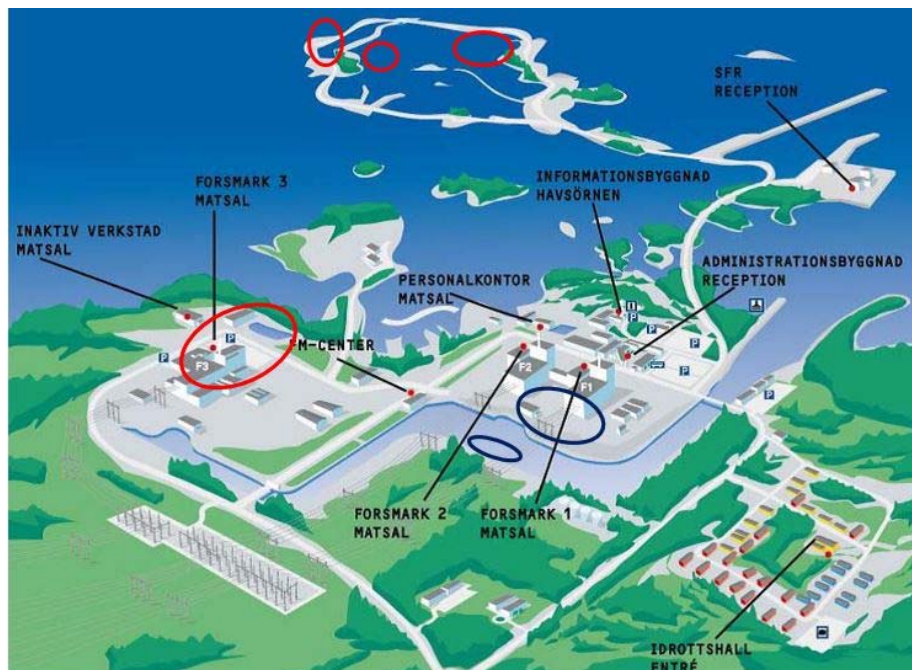 SFR
RECEPTION
FORSMARK 3
MATSAL
INFORMATIONSBYGGNAD
HAVSÖRNEN
INAKTIV VERKSTAD
MATSAL
ADMINISTRATIONSBYGGNAD
RECEPTION
PERSONALKONTOR
MATSAL
i
P
P
P
P
P
F3
FM-CENTER
F2
F1
P
P
FORSMARK 2
MATSAL
FORSMARK 1
MATSAL
IDROTTSHALL
ENTRÉ